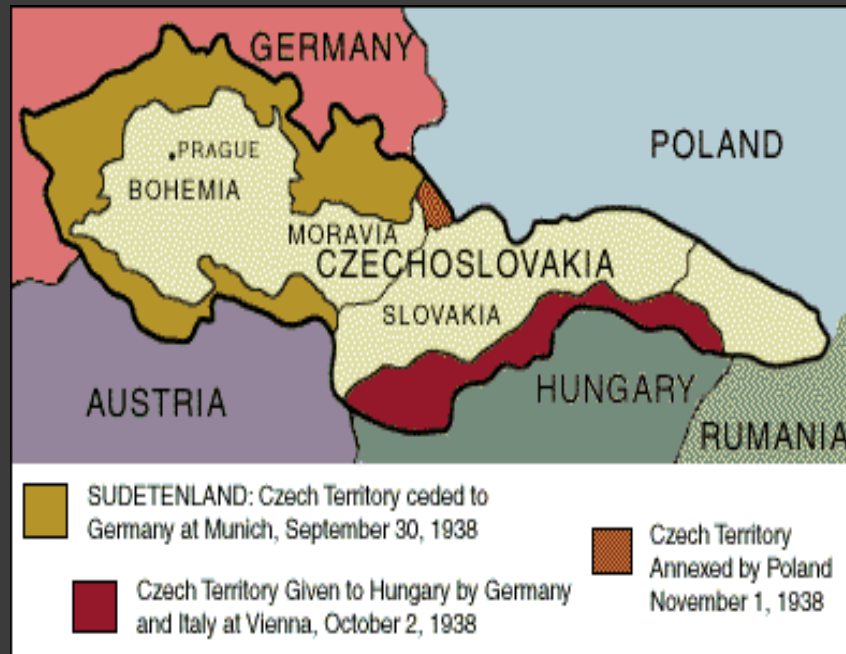 GERMANY
POLAND
PRAGUE
BOHEMIA
MORAVIA
CZECHOSLOVAKIA
SLOVAKIA
AUSTRIA
HUNGARY
RUMANIA
SUDETENLAND: Czech Territory ceded to
Germany at Munich, September 30, 1938
Czech Territory
Annexed by Poland
November 1, 1938
Czech Territory Given to Hungary by Germany
and Italy at Vienna, October 2, 1938